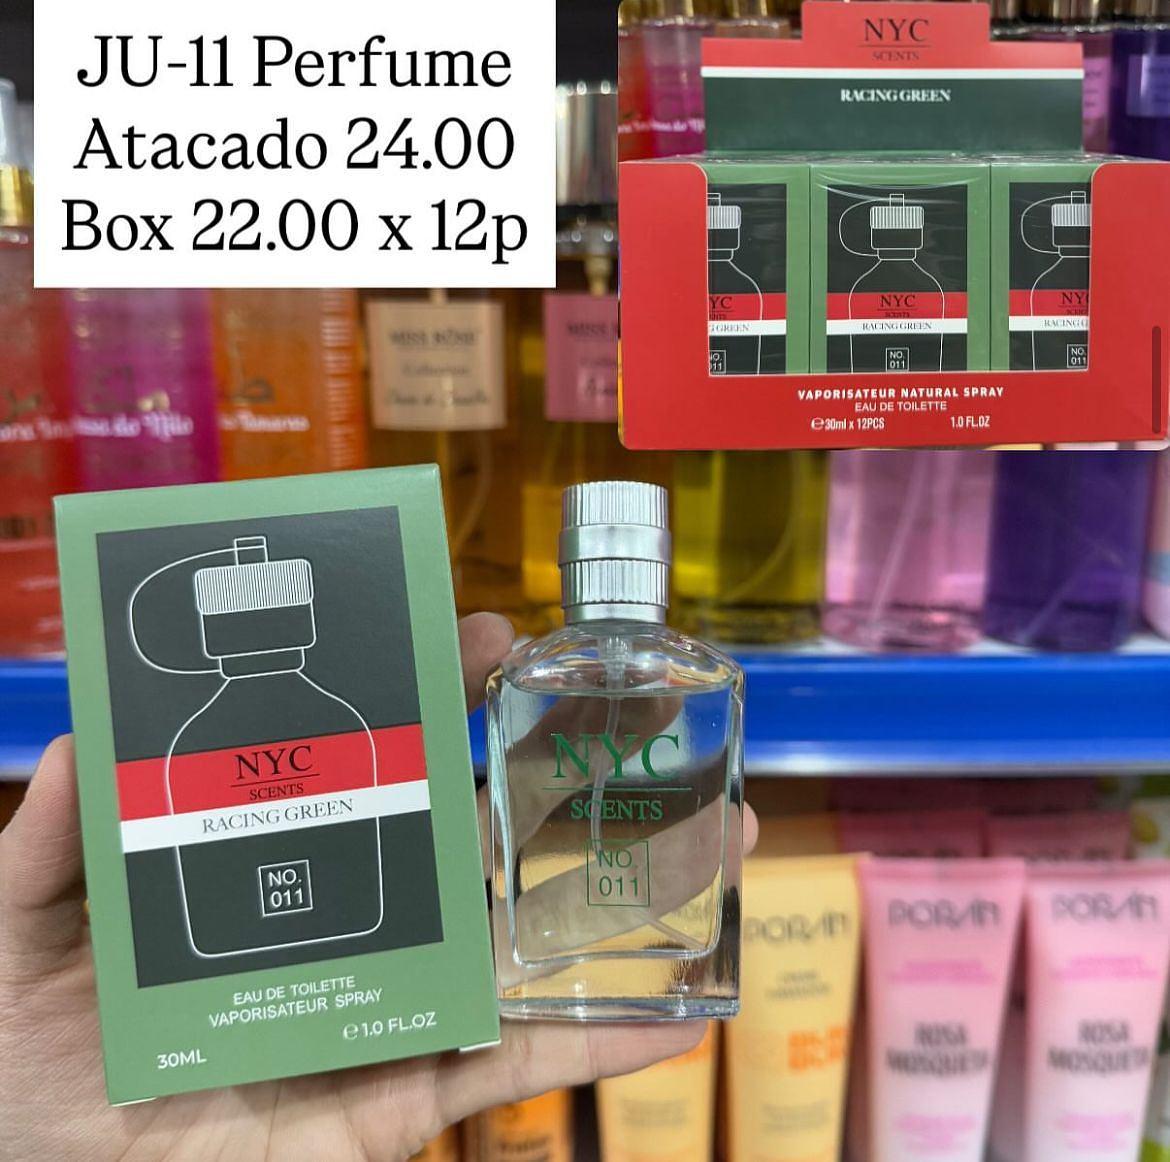 JU-11 Perfume
Atacado 24.00
Box 22.00 x 12p
NYC
SCENTS
RACING GREEN
NYC
SCENTS
RACING GREEN
NO.
011
VAPORISATEUR NATURAL SPRAY
EAU DE TOILETTE
℮30ml x 12PCS 1.0 FL.OZ
MISS ROSE
NYC
SCENTS
RACING GREEN
NO.
011
EAU DE TOILETTE
VAPORISATEUR SPRAY
℮1.0 FL.OZ
30ML
NYC
SCENTS
NO.
011
PORÁN
PORÁN
ROSA
MOSQUETA
PORÁN
ROSA
MOSQUETA